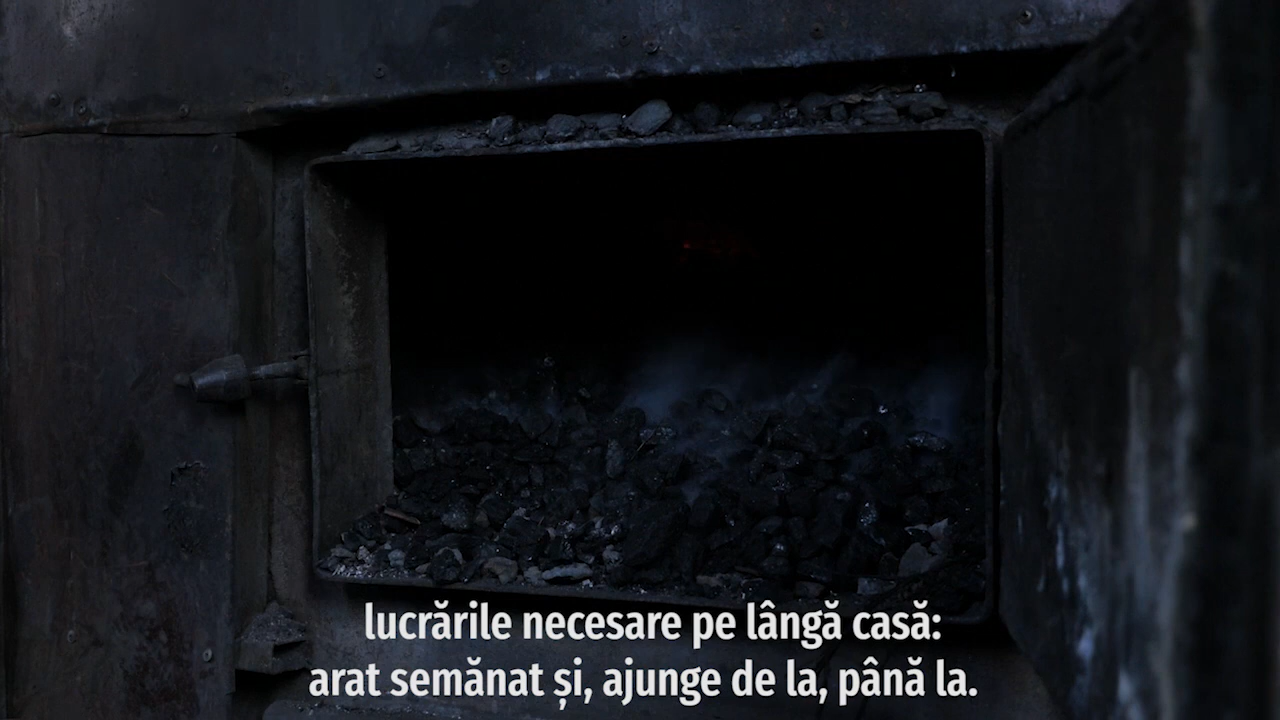 lucrările necesare pe lângă casă:
arat semănat și, ajunge de la, până la.